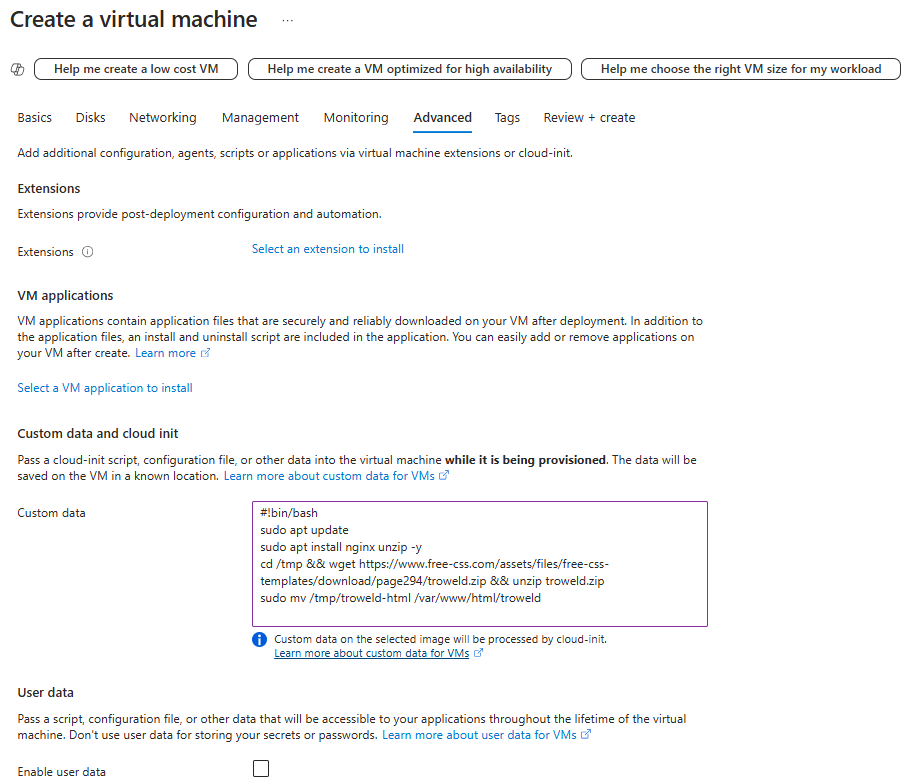 Create a virtual machine ...
Help me create a low cost VM
Help me create a VM optimized for high availability
Help me choose the right VM size for my workload
Basics
Disks
Networking
Management
Monitoring
Advanced
Tags
Review + create
Add additional configuration, agents, scripts or applications via virtual machine extensions or cloud-init.
Extensions
Extensions provide post-deployment configuration and automation.
Extensions
Select an extension to install
VM applications
VM applications contain application files that are securely and reliably downloaded on your VM after deployment. In addition to
the application files, an install and uninstall script are included in the application. You can easily add or remove applications on
your VM after create. Learn more
Select a VM application to install
Custom data and cloud init
Pass a cloud-init script, configuration file, or other data into the virtual machine while it is being provisioned. The data will be
saved on the VM in a known location. Learn more about custom data for VMs
Custom data
#!bin/bash
sudo apt update
sudo apt install nginx unzip -y
cd /tmp && wget https://www.free-css.com/assets/files/free-css-
templates/download/page294/troweld.zip && unzip troweld.zip
sudo mv /tmp/troweld-html /var/www/html/troweld
Custom data on the selected image will be processed by cloud-init.
Learn more about custom data for VMs
User data
Pass a script, configuration file, or other data that will be accessible to your applications throughout the lifetime of the virtual
machine. Don't use user data for storing your secrets or passwords. Learn more about user data for VMs
Enable user data